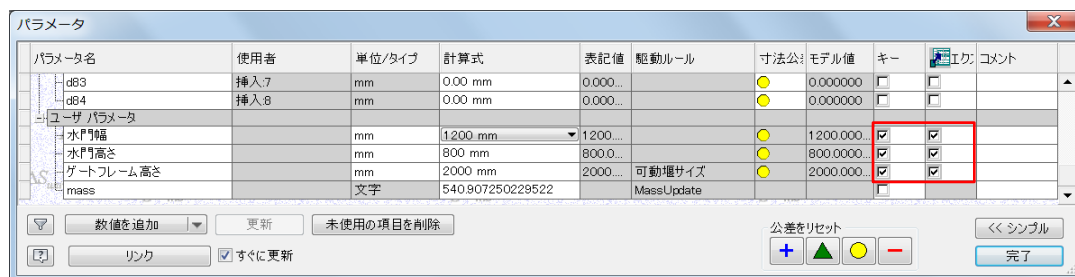 パラメータ
パラメータ名 使用者 単位/タイプ 計算式 表記値 駆動ルール 寸法公: モデル値 キー エク: コメント
d83 挿入:7 mm 0.00 mm 0.000... 0.000000
d84 挿入:8 mm 0.00 mm 0.000... 0.000000
ユーザ パラメータ
水門幅 mm 1200 mm 1200.... 1200.000...
水門高さ mm 800 mm 800.0... 800.0000...
ゲートフレーム高さ mm 2000 mm 2000.... 可動堰サイズ 2000.000...
mass 文字 540.907250229522 MassUpdate
数値を追加 更新 未使用の項目を削除 公差をリセット << シンプル
リンク すぐに更新 完了